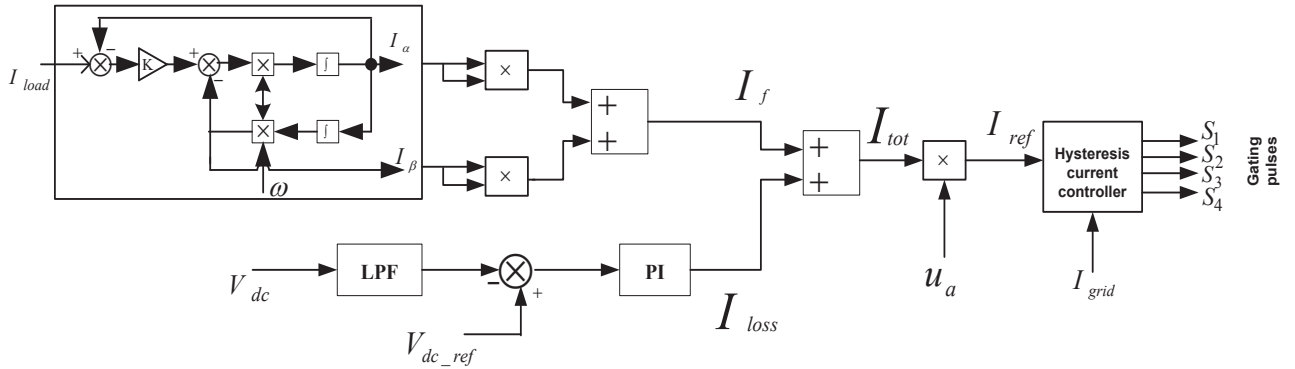 I_load
+
−
K
+
−
×
∫
I_α
×
∫
ω
I_β
×
×
+
+
I_f
+
+
I_tot
×
u_a
I_ref
Hysteresis
current
controller
I_grid
S_1
S_2
S_3
S_4
Gating
pulses
V_dc
LPF
−
+
V_dc_ref
PI
I_loss